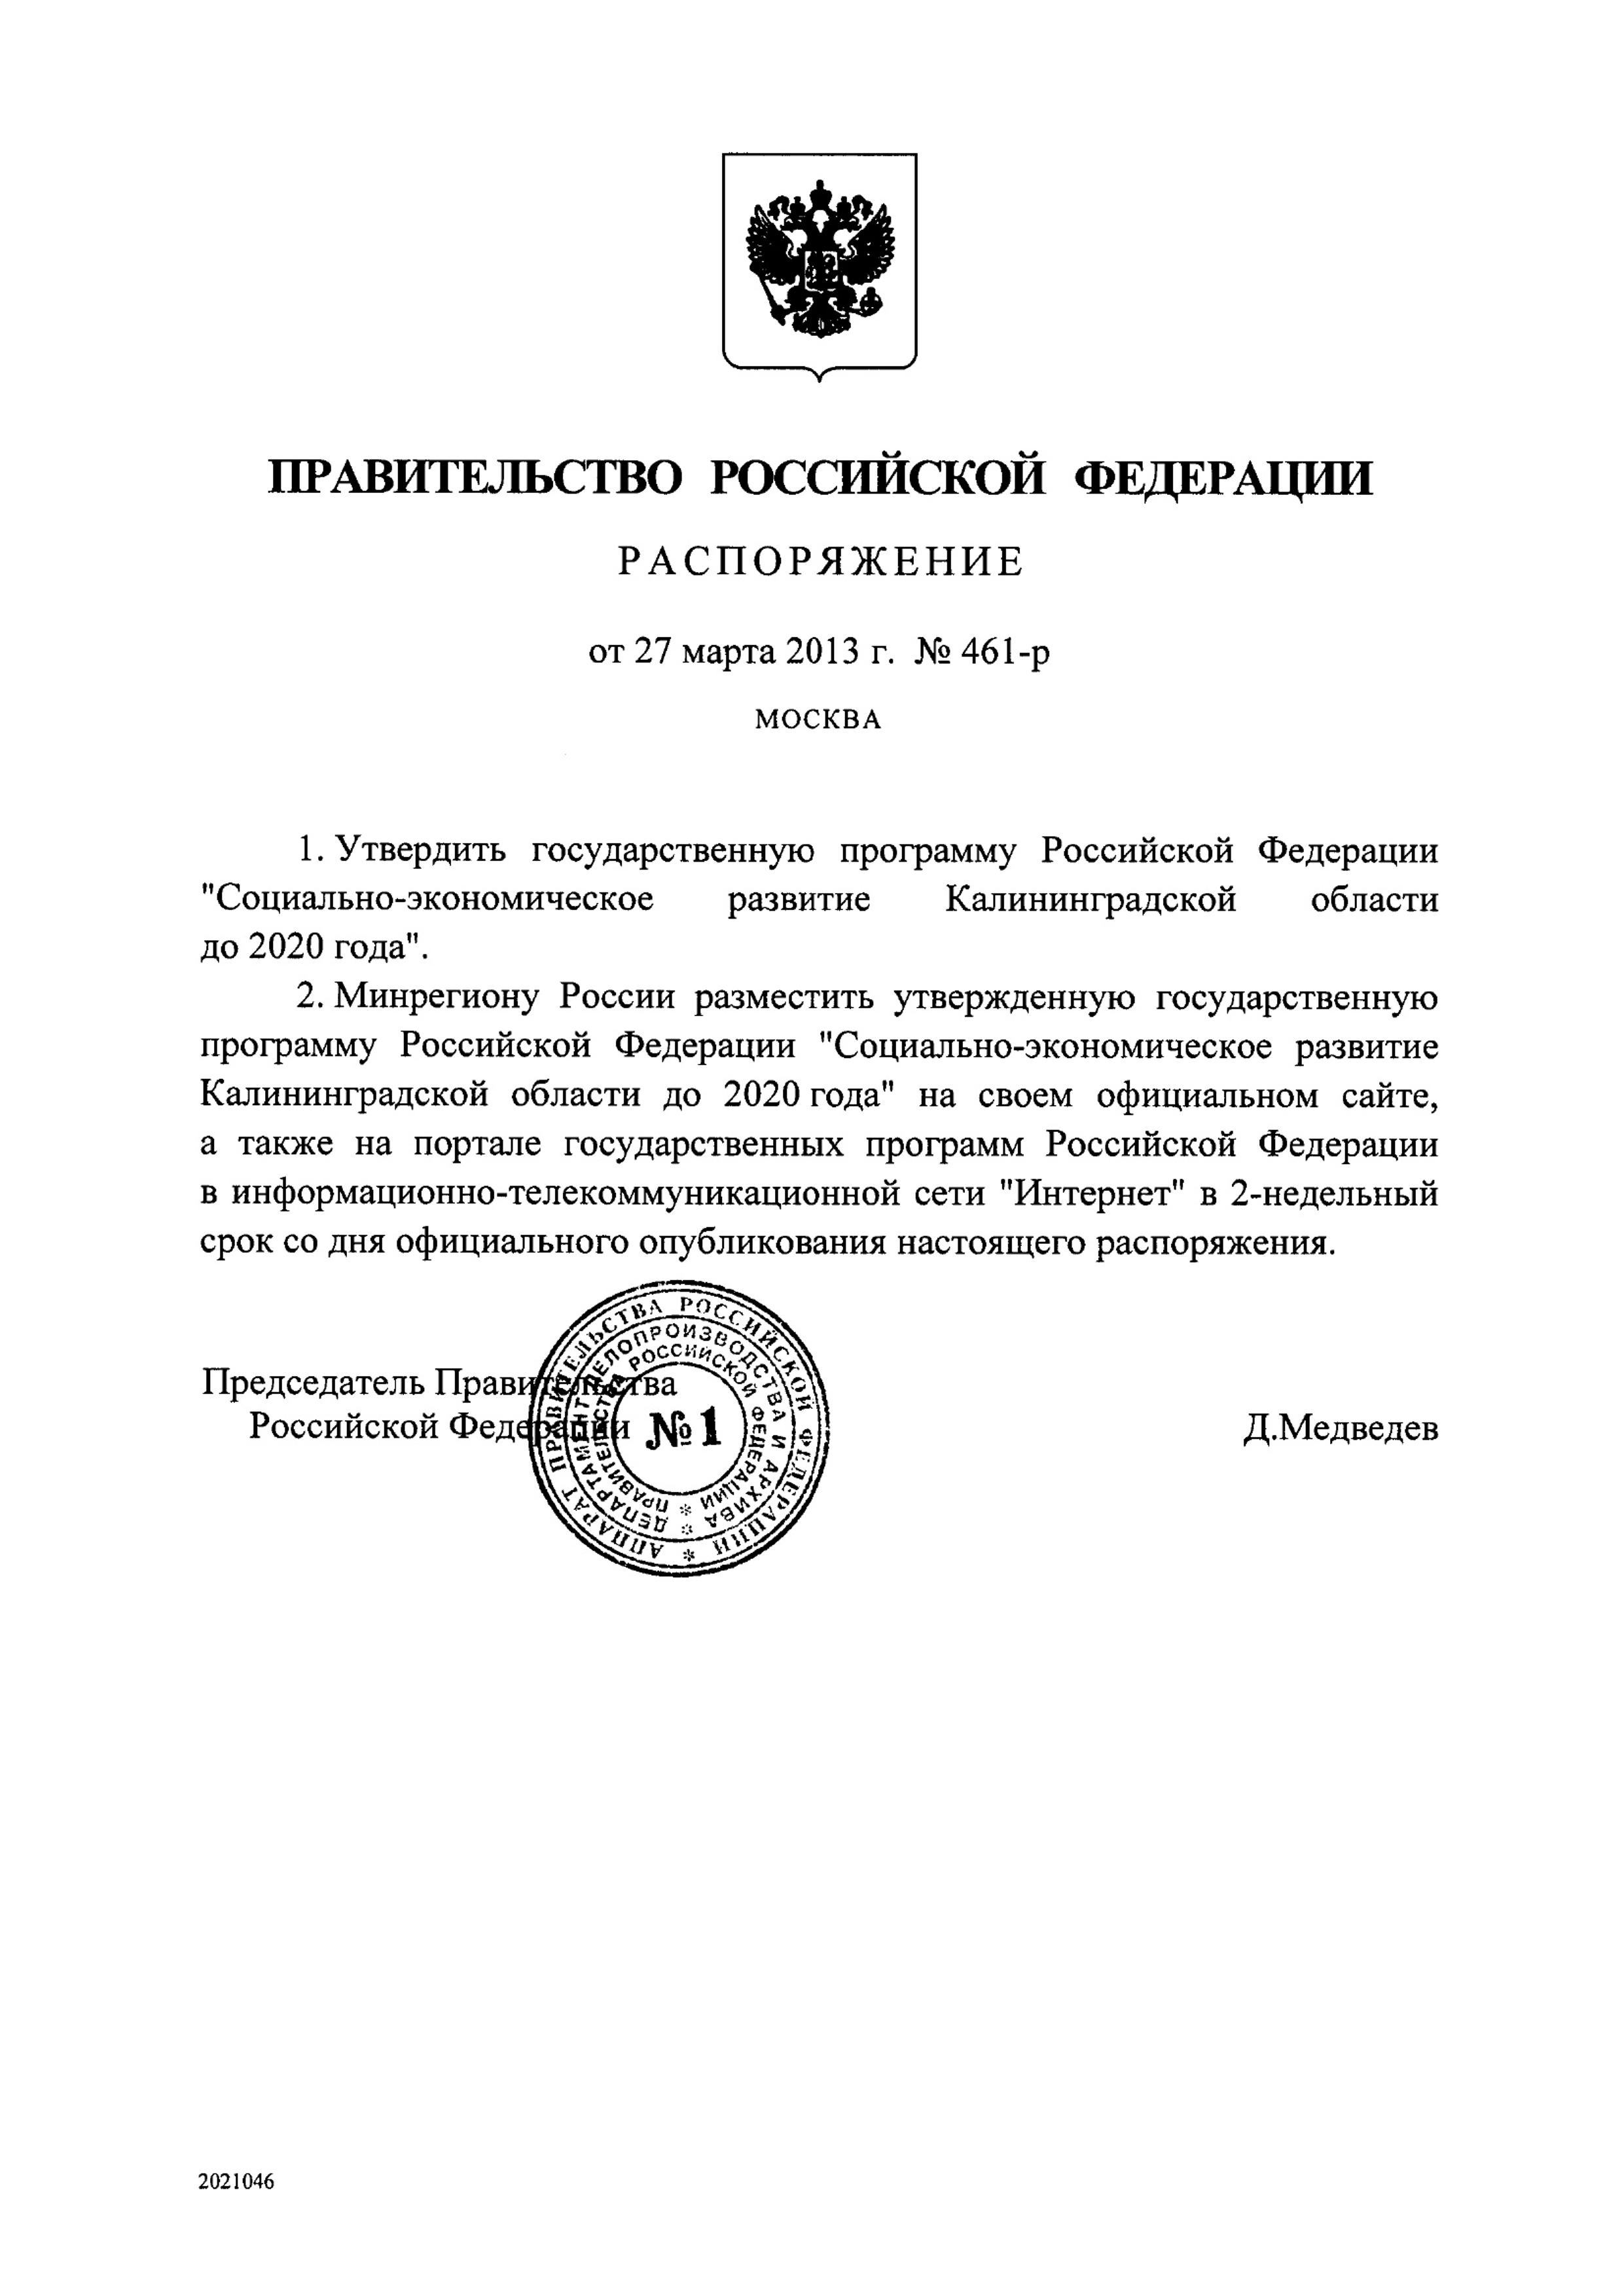 ПРАВИТЕЛЬСТВО РОССИЙСКОЙ ФЕДЕРАЦИИ
РАСПОРЯЖЕНИЕ
от 27 марта 2013 г. № 461-р
МОСКВА
1. Утвердить государственную программу Российской Федерации
"Социально-экономическое развитие Калининградской области
до 2020 года".
2. Минрегиону России разместить утвержденную государственную
программу Российской Федерации "Социально-экономическое развитие
Калининградской области до 2020 года" на своем официальном сайте,
а также на портале государственных программ Российской Федерации
в информационно-телекоммуникационной сети "Интернет" в 2-недельный
срок со дня официального опубликования настоящего распоряжения.
Председатель Правительства
Российской Федерации
Д.Медведев
АППАРАТ ПРАВИТЕЛЬСТВА РОССИЙСКОЙ ФЕДЕРАЦИИ *
ДЕПАРТАМЕНТ ДЕЛОПРОИЗВОДСТВА И АРХИВА *
ПРАВИТЕЛЬСТВА РОССИЙСКОЙ ФЕДЕРАЦИИ *
№1
2021046